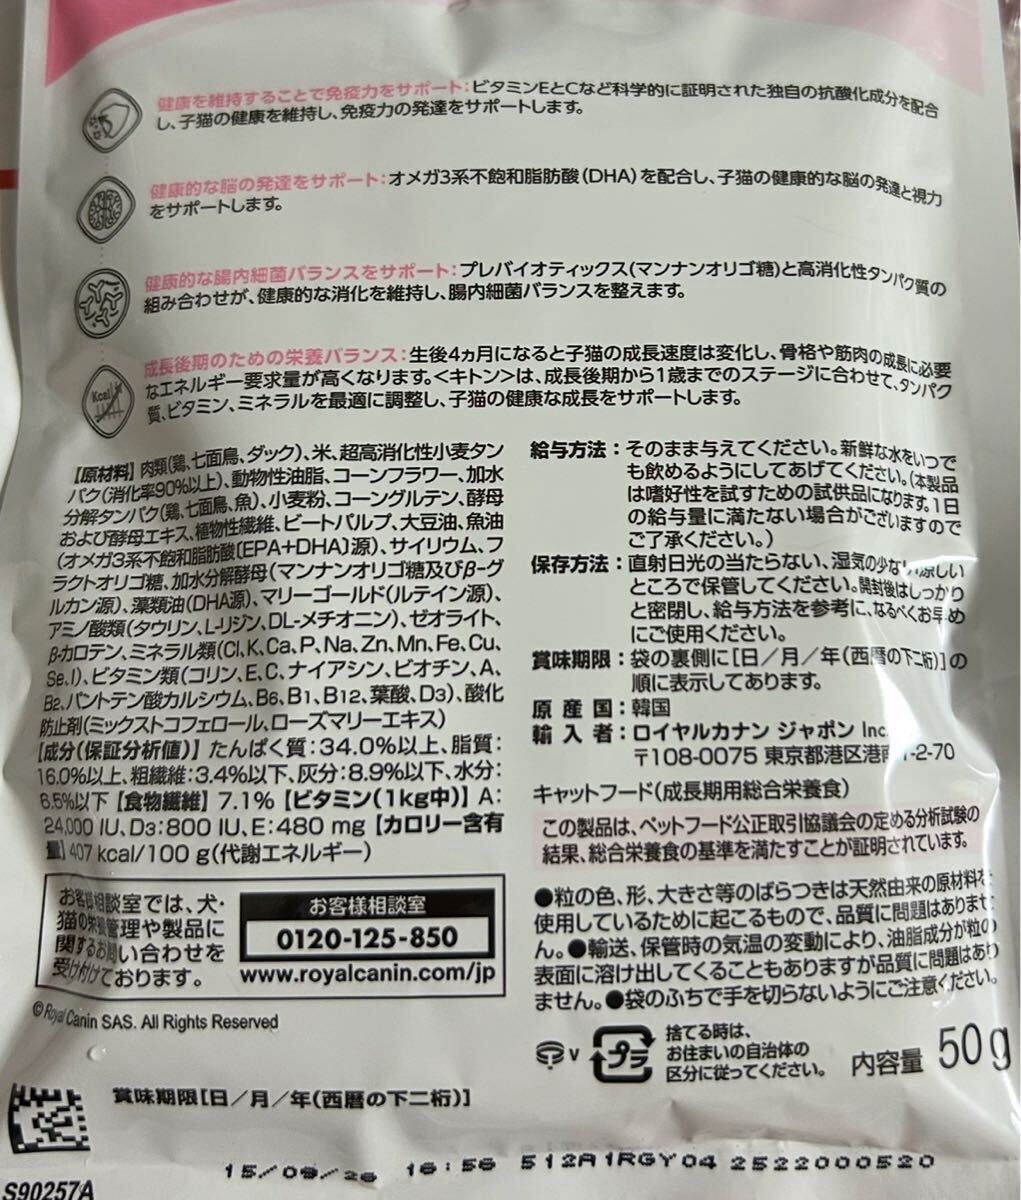 健康を維持することで免疫力をサポート：ビタミンEとCなど科学的に証明された独自の抗酸化成分を配合
し、子猫の健康を維持し、免疫力の発達をサポートします。
健康的な脳の発達をサポート：オメガ3系不飽和脂肪酸（DHA）を配合し、子猫の健康的な脳の発達と視力
をサポートします。
健康的な腸内細菌バランスをサポート：プレバイオティックス(マンナンオリゴ糖)と高消化性タンパク質の
組み合わせが、健康的な消化を維持し、腸内細菌バランスを整えます。
成長後期のための栄養バランス：生後4ヵ月になると子猫の成長速度は変化し、骨格や筋肉の成長に必要
なエネルギー要求量が高くなります。<キトン>は、成長後期から1歳までのステージに合わせて、タンパク
質、ビタミン、ミネラルを最適に調整し、子猫の健康な成長をサポートします。
Kcal
【原材料】肉類(鶏、七面鳥、ダック)、米、超高消化性小麦タン
パク(消化率90%以上)、動物性油脂、コーンフラワー、加水
分解タンパク(鶏、七面鳥、魚)、小麦粉、コーングルテン、酵母
および酵母エキス、植物性繊維、ビートパルプ、大豆油、魚油
(オメガ3系不飽和脂肪酸〔EPA+DHA〕源)、サイリウム、フ
ラクトオリゴ糖、加水分解酵母(マンナンオリゴ糖及びβ-グ
ルカン源)、藻類油(DHA源)、マリーゴールド(ルテイン源)、
アミノ酸類(タウリン、L-リジン、DL-メチオニン)、ゼオライト、
β-カロテン、ミネラル類(Cl、K、Ca、P、Na、Zn、Mn、Fe、Cu、
Se、I)、ビタミン類(コリン、E、C、ナイアシン、ビオチン、A、
B2、パントテン酸カルシウム、B6、B1、B12、葉酸、D3)、酸化
防止剤(ミックストコフェロール、ローズマリーエキス)
【成分(保証分析値)】たんぱく質：34.0%以上、脂質：
16.0%以上、粗繊維：3.4%以下、灰分：8.9%以下、水分：
6.5%以下【食物繊維】7.1%【ビタミン(1kg中)】A：
24,000 IU、D3：800 IU、E：480 mg【カロリー含有
量】407 kcal/100 g(代謝エネルギー)
お客様相談室では、犬・
猫の栄養管理や製品に
関するお問い合わせを
受け付けております。
お客様相談室
0120-125-850
www.royalcanin.com/jp
© Royal Canin SAS. All Rights Reserved
給与方法：そのまま与えてください。新鮮な水をいつで
も飲めるようにしてあげてください。(本製品
は嗜好性を試すための試供品になります。1日
の給与量に満たない場合がございますので
ご了承ください。)
保存方法：直射日光の当たらない、湿気の少ない涼しい
ところで保管してください。開封後はしっかり
と密閉し、給与方法を参考に、なるべくお早め
にご使用ください。
賞味期限：袋の裏側に[日／月／年(西暦の下二桁)]の
順に表示してあります。
原産国：韓国
輸入者：ロイヤルカナン ジャポン Inc.
〒108-0075 東京都港区港南1-2-70
キャットフード(成長期用総合栄養食)
この製品は、ペットフード公正取引協議会の定める分析試験の
結果、総合栄養食の基準を満たすことが証明されています。
●粒の色、形、大きさ等のばらつきは天然由来の原材料を
使用しているために起こるもので、品質に問題はありませ
ん。●輸送、保管時の気温の変動により、油脂成分が粒の
表面に溶け出してくることもありますが品質に問題はあり
ません。●袋のふちで手を切らないようにご注意ください。
V
プラ
捨てる時は、
お住まいの自治体の
区分に従ってください。
内容量 50 g
賞味期限[日／月／年(西暦の下二桁)]
15/09/26 16:56 512A1RGY04 2522000520
S90257A